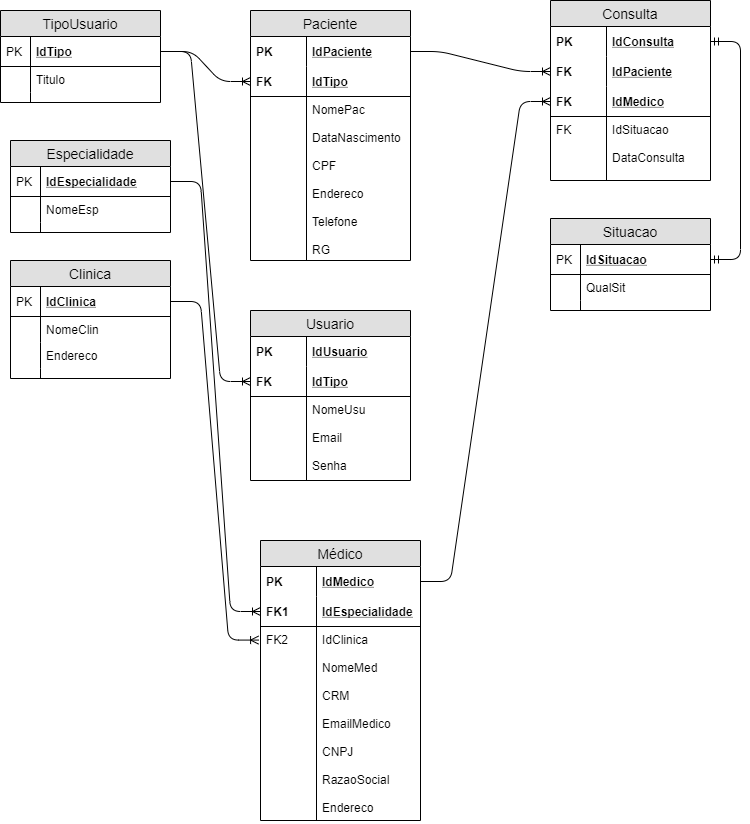 TipoUsuario
PK IdTipo
Titulo
Especialidade
PK IdEspecialidade
NomeEsp
Clinica
PK IdClinica
NomeClin
Endereco
Paciente
PK IdPaciente
FK IdTipo
NomePac
DataNascimento
CPF
Endereco
Telefone
RG
Usuario
PK IdUsuario
FK IdTipo
NomeUsu
Email
Senha
Médico
PK IdMedico
FK1 IdEspecialidade
FK2 IdClinica
NomeMed
CRM
EmailMedico
CNPJ
RazaoSocial
Endereco
Consulta
PK IdConsulta
FK IdPaciente
FK IdMedico
FK IdSituacao
DataConsulta
Situacao
PK IdSituacao
QualSit